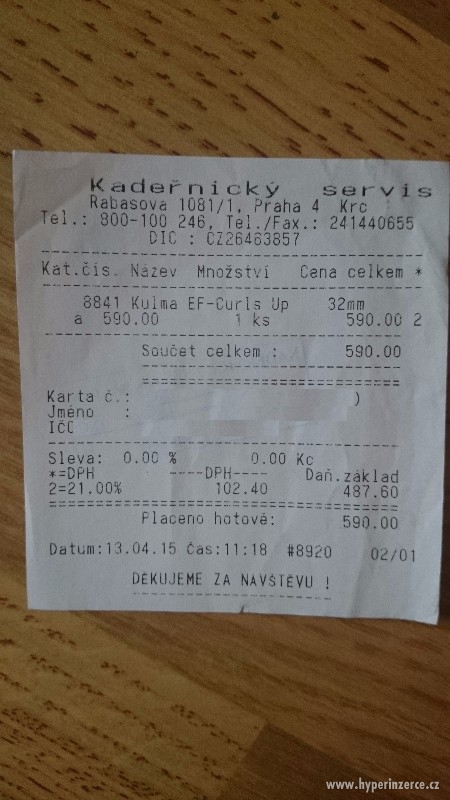 Kadeřnický servis
Rabasova 1081/1, Praha 4 Krc
Tel.: 800-100 246, Tel./Fax.: 241440655
DIC : CZ26463857
Kat.čís. Název Množství Cena celkem *
8841 Kulma EF-Curls Up 32mm
a 590.00 1 ks 590.00 2
Součet celkem : 590.00
Karta č.: )
Jméno :
IČO
Sleva: 0.00 % 0.00 Kc
*=DPH ----DPH---- Daň.základ
2=21.00% 102.40 487.60
Placeno hotově: 590.00
Datum:13.04.15 Čas:11:18 #8920 02/01
DĚKUJEME ZA NÁVŠTĚVU !
www.hyperinzerce.cz